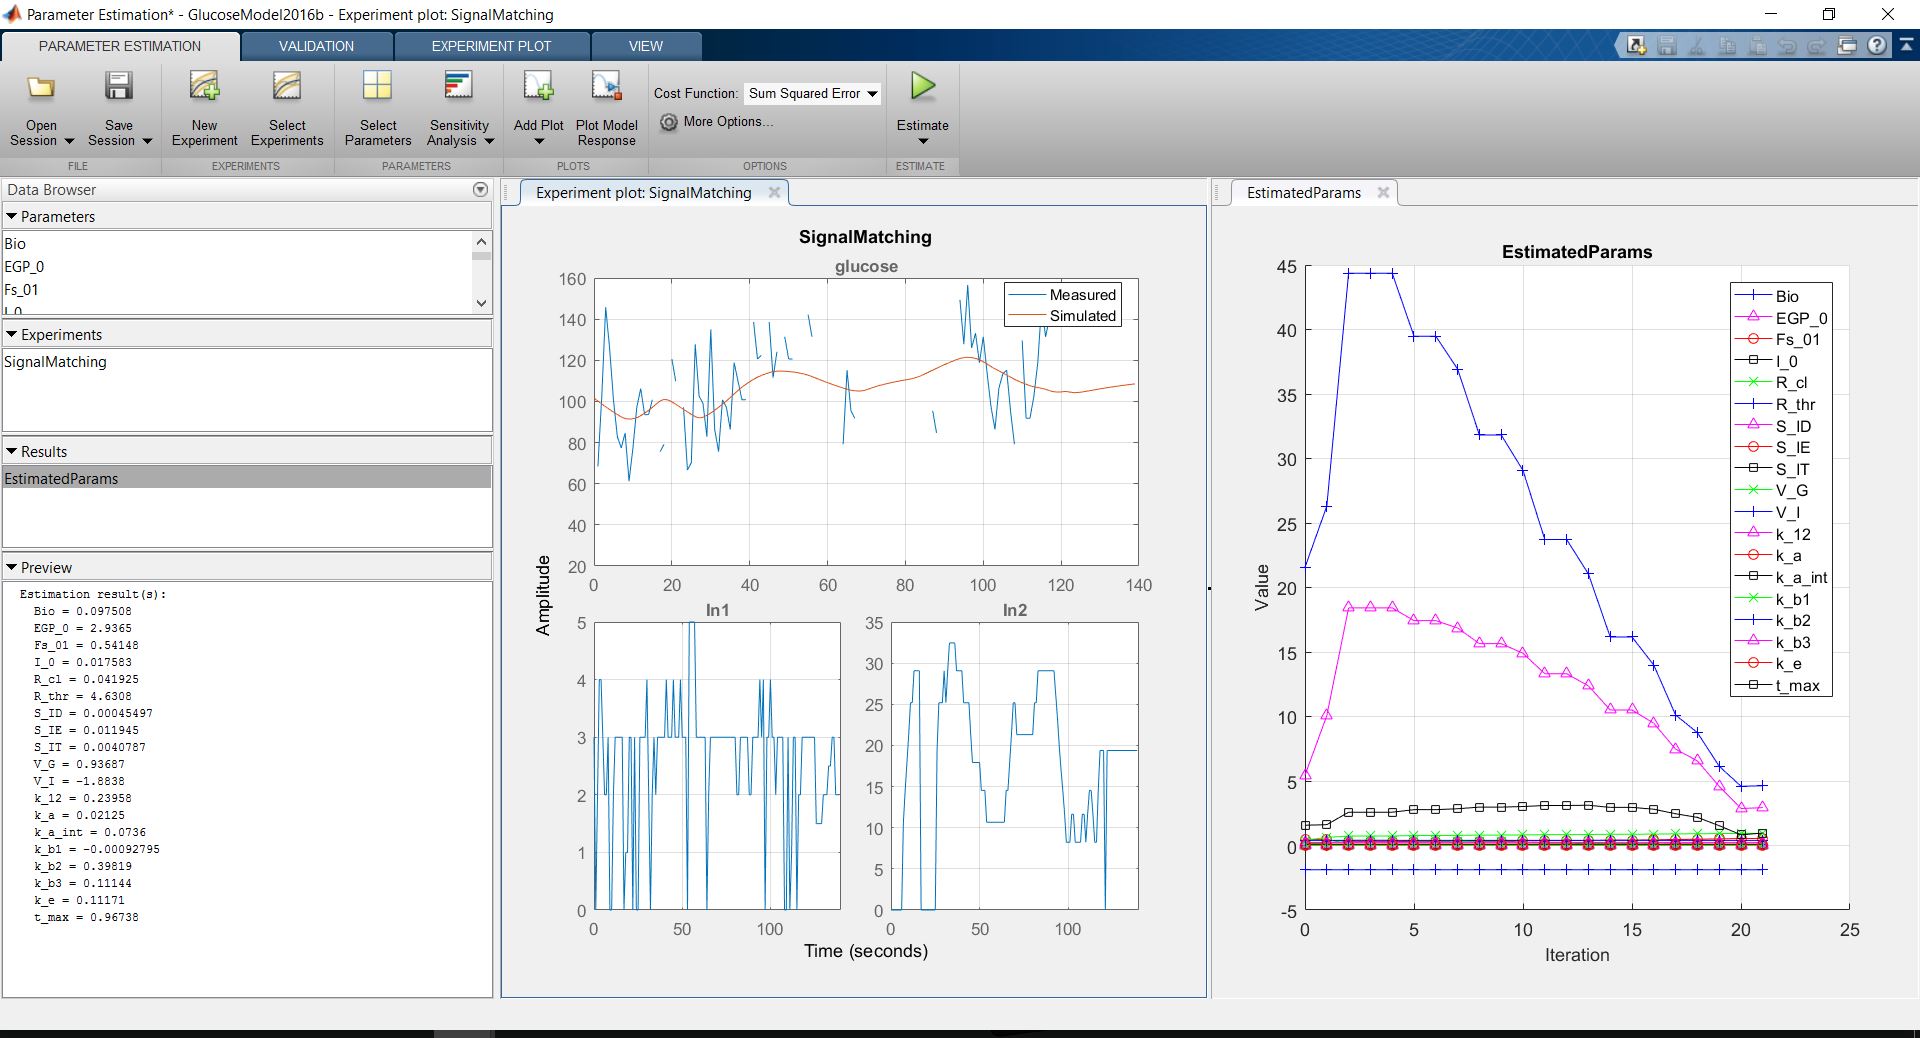 Parameter Estimation* - GlucoseModel2016b - Experiment plot: SignalMatching
PARAMETER ESTIMATION VALIDATION EXPERIMENT PLOT VIEW
Open Session
Save Session
New Experiment
Select Experiments
Select Parameters
Sensitivity Analysis
Add Plot
Plot Model Response
Cost Function: Sum Squared Error
More Options...
Estimate
FILE EXPERIMENTS PARAMETERS PLOTS OPTIONS ESTIMATE
Data Browser
Parameters
Bio
EGP_0
Fs_01
I_0
Experiments
SignalMatching
Results
EstimatedParams
Preview
Estimation result(s):
Bio = 0.097508
EGP_0 = 2.9365
Fs_01 = 0.54148
I_0 = 0.017583
R_cl = 0.041925
R_thr = 4.6308
S_ID = 0.00045497
S_IE = 0.011945
S_IT = 0.0040787
V_G = 0.93687
V_I = -1.8838
k_12 = 0.23958
k_a = 0.02125
k_a_int = 0.0736
k_b1 = -0.00092795
k_b2 = 0.39819
k_b3 = 0.11144
k_e = 0.11171
t_max = 0.96738
Experiment plot: SignalMatching
SignalMatching
glucose
160
140
120
100
80
60
40
20
0 20 40 60 80 100 120 140
Measured
Simulated
Amplitude
In1
5
4
3
2
1
0
0 50 100
In2
35
30
25
20
15
10
5
0
0 50 100
Time (seconds)
EstimatedParams
EstimatedParams
45
40
35
30
25
20
15
10
5
0
-5
0 5 10 15 20 25
Value
Iteration
Bio
EGP_0
Fs_01
I_0
R_cl
R_thr
S_ID
S_IE
S_IT
V_G
V_I
k_12
k_a
k_a_int
k_b1
k_b2
k_b3
k_e
t_max